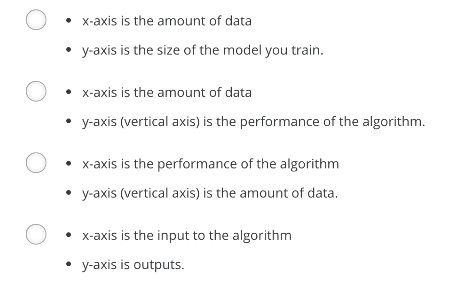 • x-axis is the amount of data
• y-axis is the size of the model you train.
• x-axis is the amount of data
• y-axis (vertical axis) is the performance of the algorithm.
• x-axis is the performance of the algorithm
• y-axis (vertical axis) is the amount of data.
• x-axis is the input to the algorithm
• y-axis is outputs.